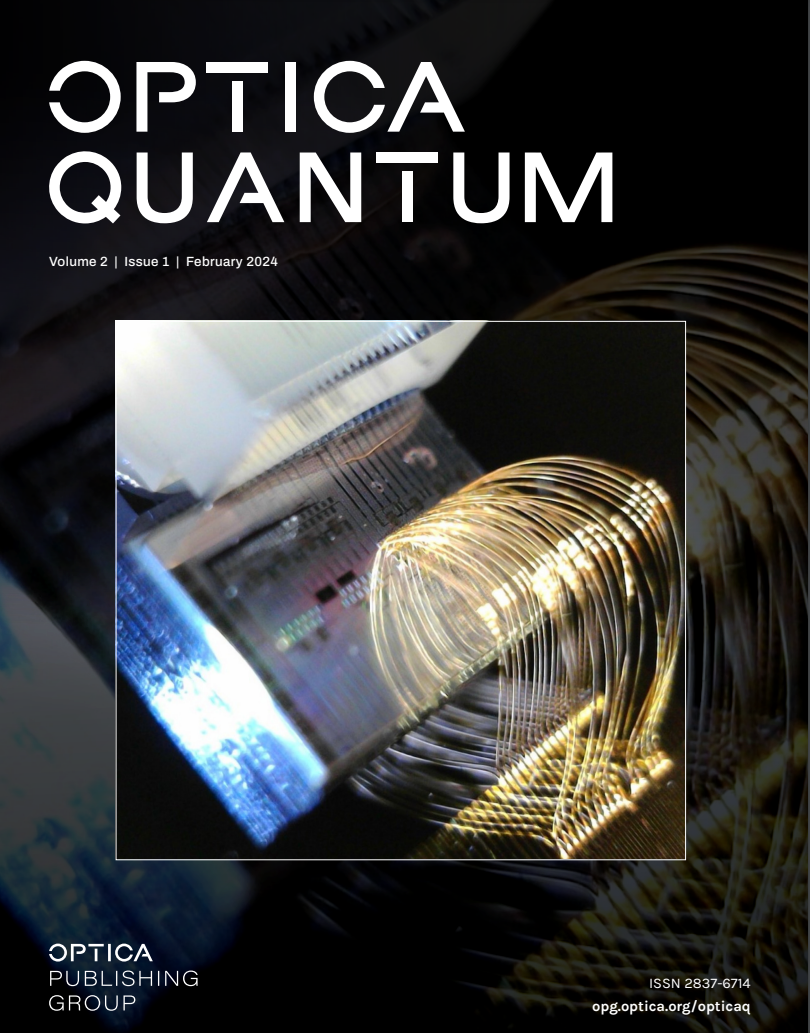 OPTICA
QUANTUM
Volume 2 | Issue 1 | February 2024
OPTICA
PUBLISHING
GROUP
ISSN 2837-6714
opg.optica.org/opticaq